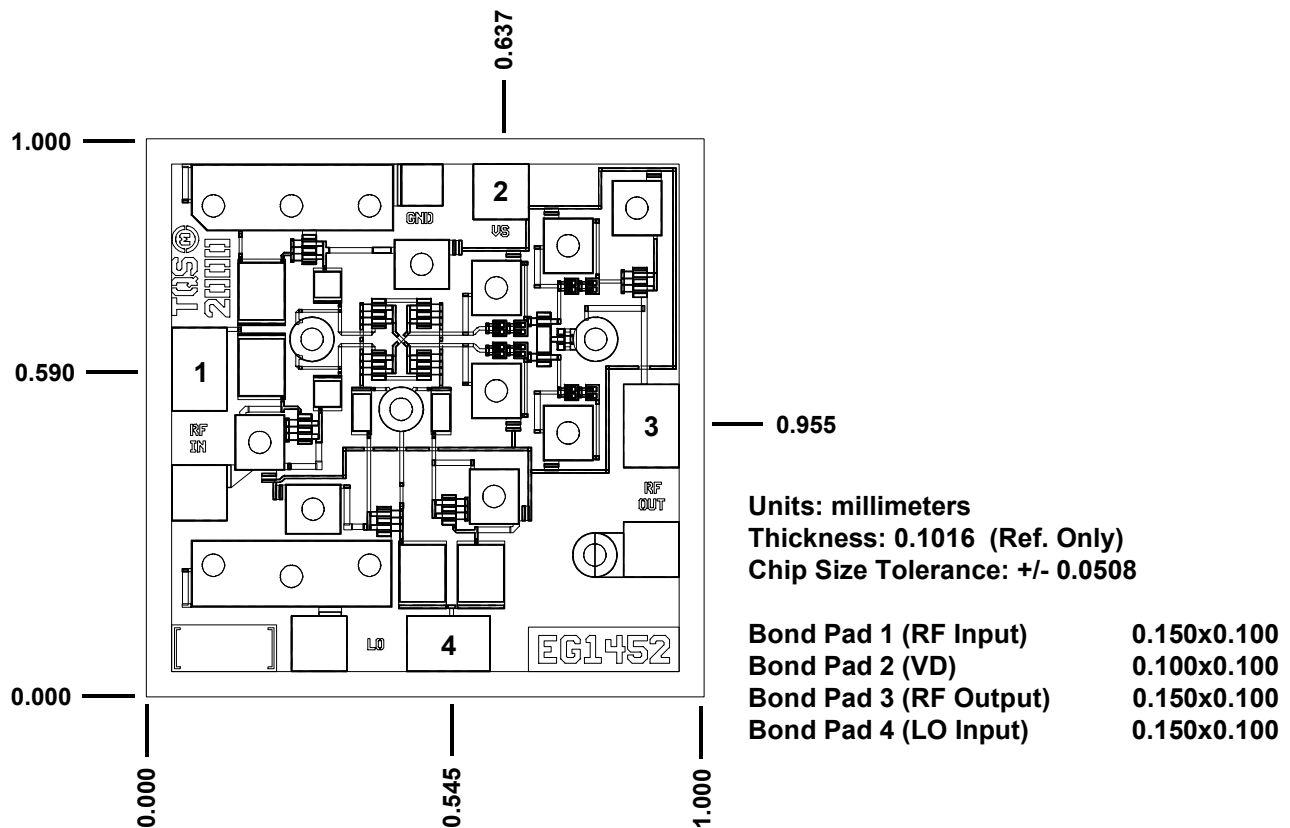 0.637
1.000
2
GND
VS
TQS M
2000
1
0.590
3
0.955
RF
IN
RF
OUT
Units: millimeters
Thickness: 0.1016 (Ref. Only)
Chip Size Tolerance: +/- 0.0508
LO
4
EG1452
Bond Pad 1 (RF Input) 0.150x0.100
Bond Pad 2 (VD) 0.100x0.100
Bond Pad 3 (RF Output) 0.150x0.100
Bond Pad 4 (LO Input) 0.150x0.100
0.000
0.000
0.545
1.000